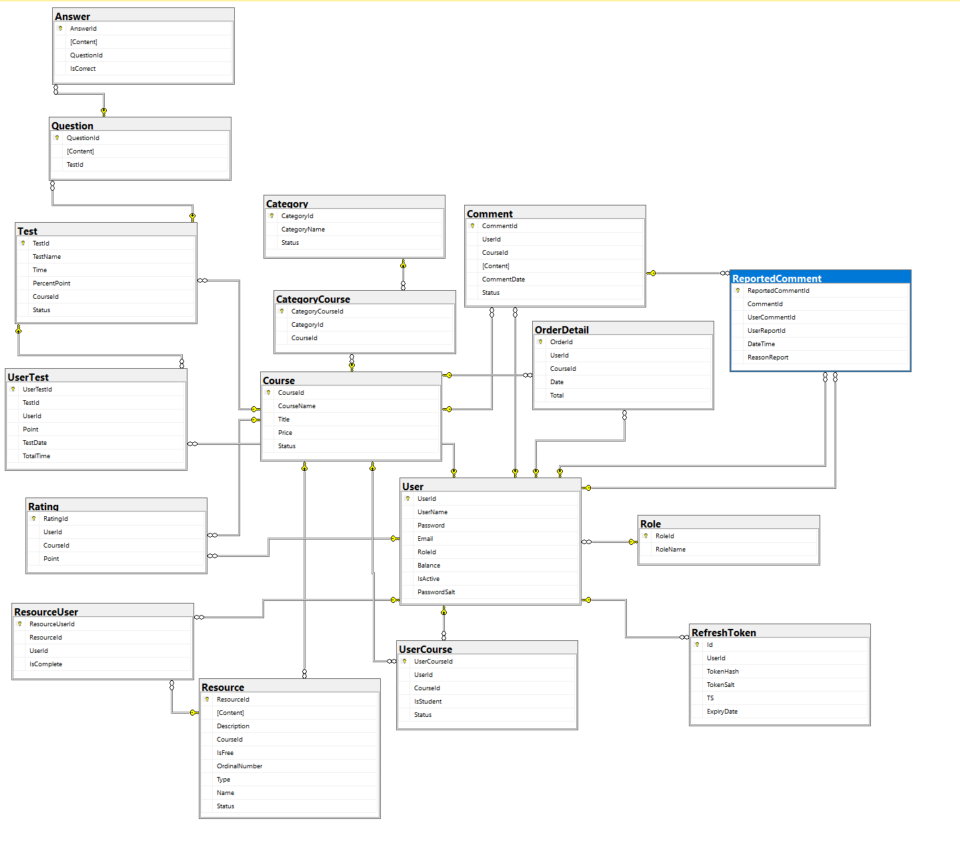 Answer
AnswerId
[Content]
QuestionId
IsCorrect
Question
QuestionId
[Content]
TestId
Test
TestId
TestName
Time
PercentPoint
CourseId
Status
UserTest
UserTestId
TestId
UserId
Point
TestDate
TotalTime
Rating
RatingId
UserId
CourseId
Point
ResourceUser
ResourceUserId
ResourceId
UserId
IsComplete
Resource
ResourceId
[Content]
Description
CourseId
IsFree
OrdinalNumber
Type
Name
Status
Category
CategoryId
CategoryName
Status
CategoryCourse
CategoryCourseId
CategoryId
CourseId
Course
CourseId
CourseName
Title
Price
Status
Comment
CommentId
UserId
CourseId
[Content]
CommentDate
Status
OrderDetail
OrderId
UserId
CourseId
Date
Total
ReportedComment
ReportedCommentId
CommentId
UserCommentId
UserReportId
DateTime
ReasonReport
User
UserId
UserName
Password
Email
RoleId
Balance
IsActive
PasswordSalt
Role
RoleId
RoleName
UserCourse
UserCourseId
UserId
CourseId
IsStudent
Status
RefreshToken
Id
UserId
TokenHash
TokenSalt
TS
ExpiryDate